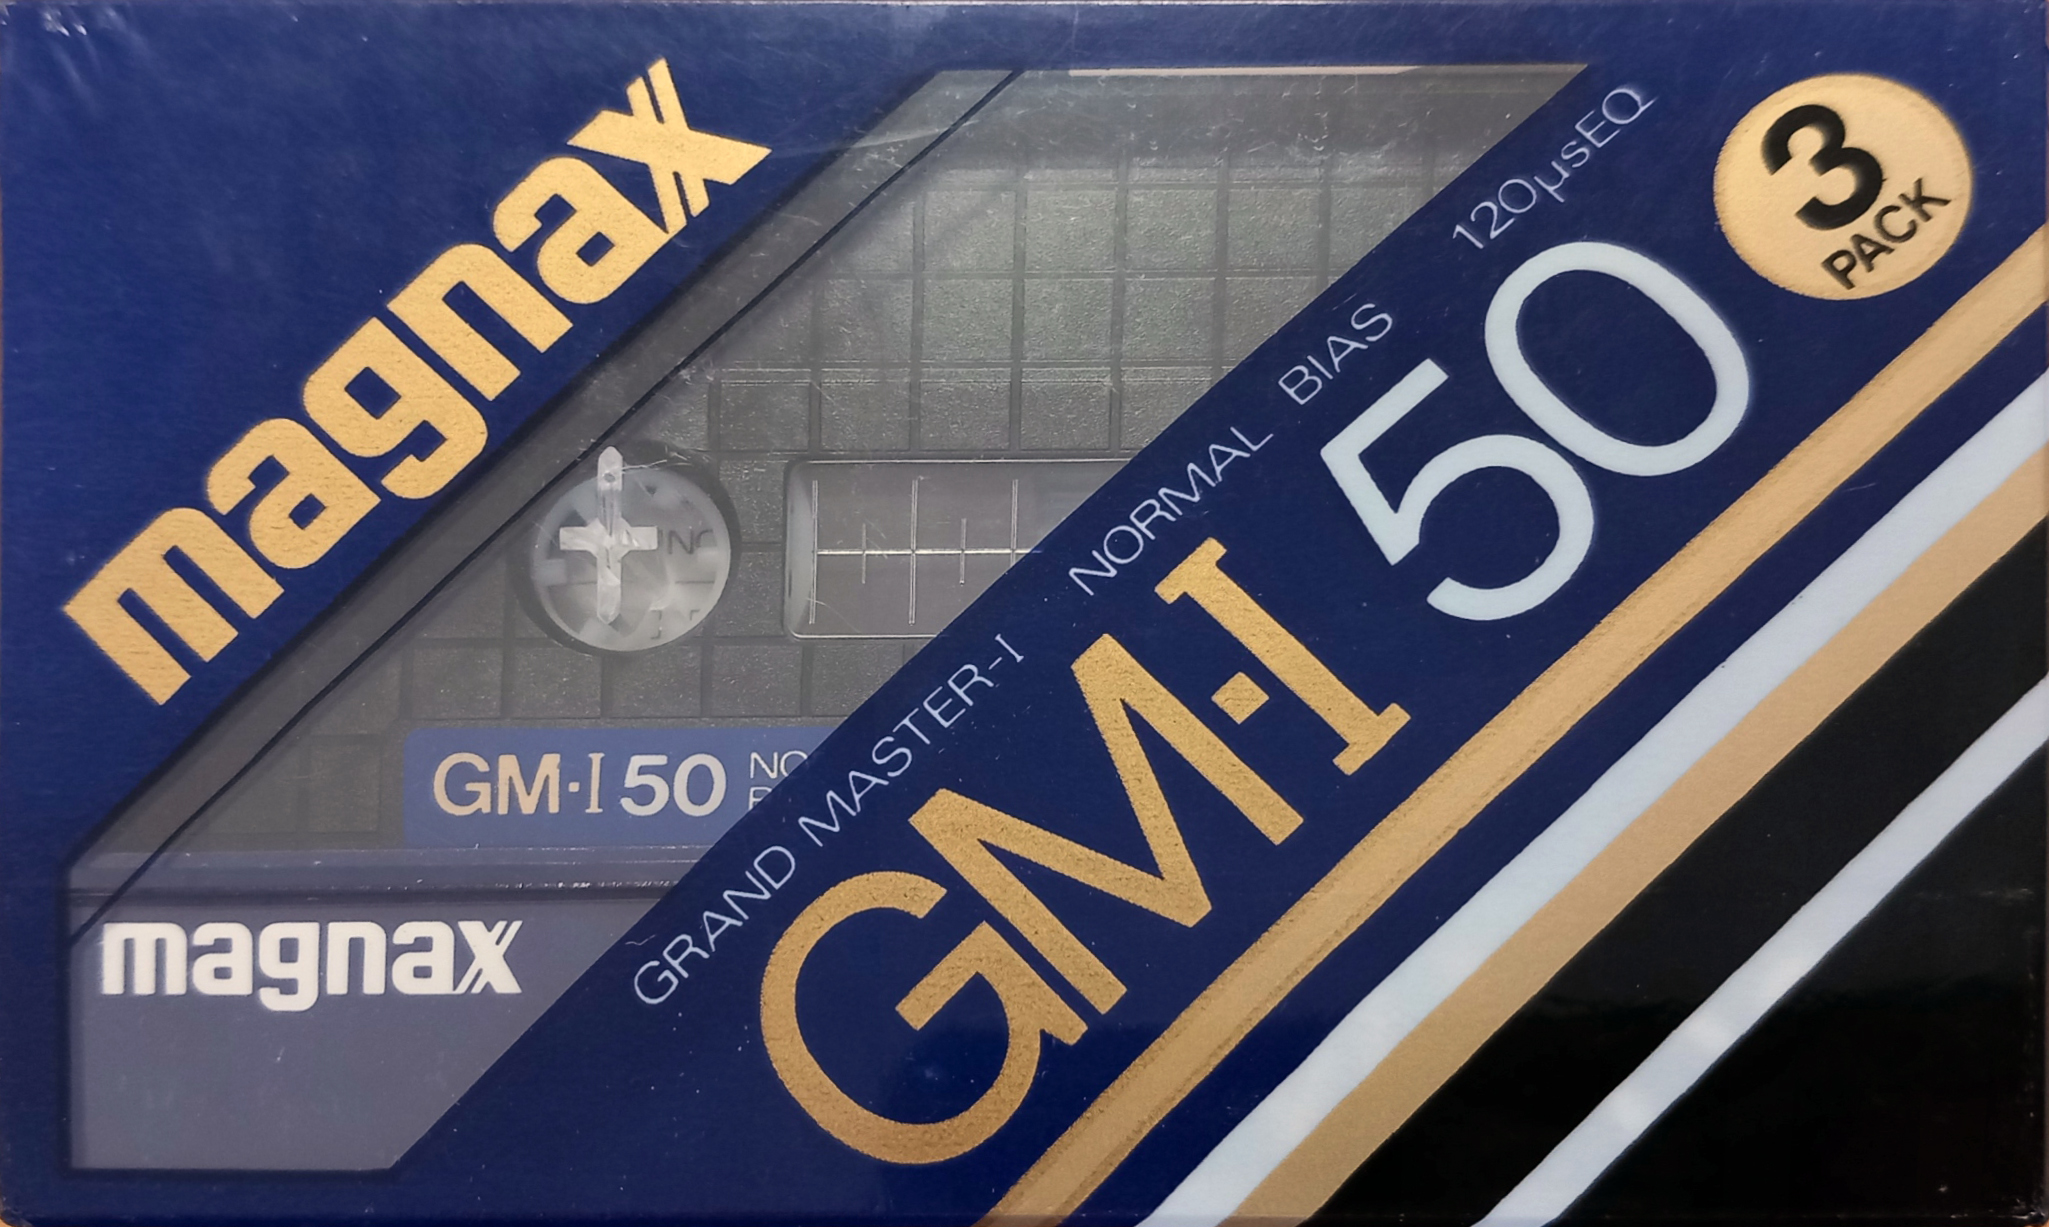 magnax
120µsEQ
3
PACK
GRAND MASTER-I NORMAL BIAS
GM·I 50
GM·I 50
magnax